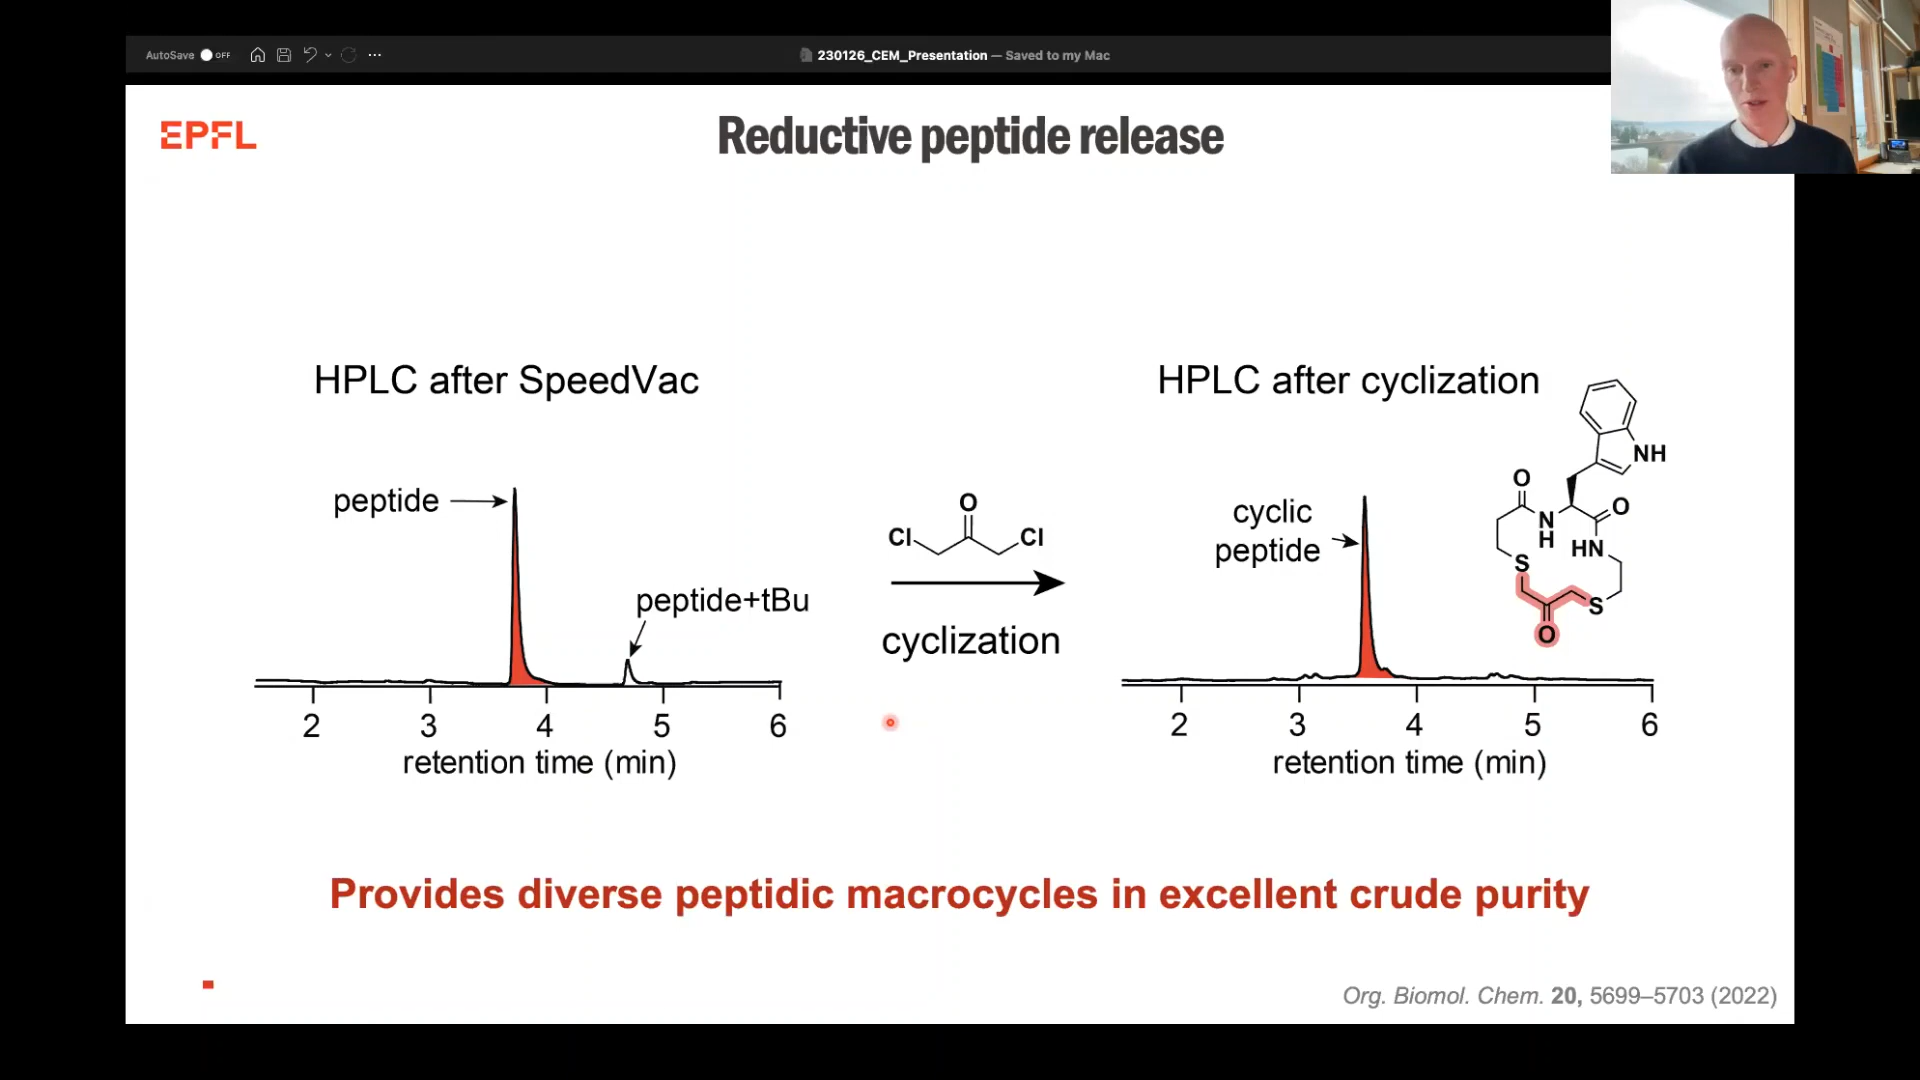 AutoSave OFF
230126_CEM_Presentation — Saved to my Mac
EPFL
Reductive peptide release
HPLC after SpeedVac
peptide
peptide+tBu
2 3 4 5 6
retention time (min)
O
Cl Cl
cyclization
HPLC after cyclization
cyclic
peptide
NH
O
O
N
H
HN
S
S
O
2 3 4 5 6
retention time (min)
Provides diverse peptidic macrocycles in excellent crude purity
Org. Biomol. Chem. 20, 5699–5703 (2022)